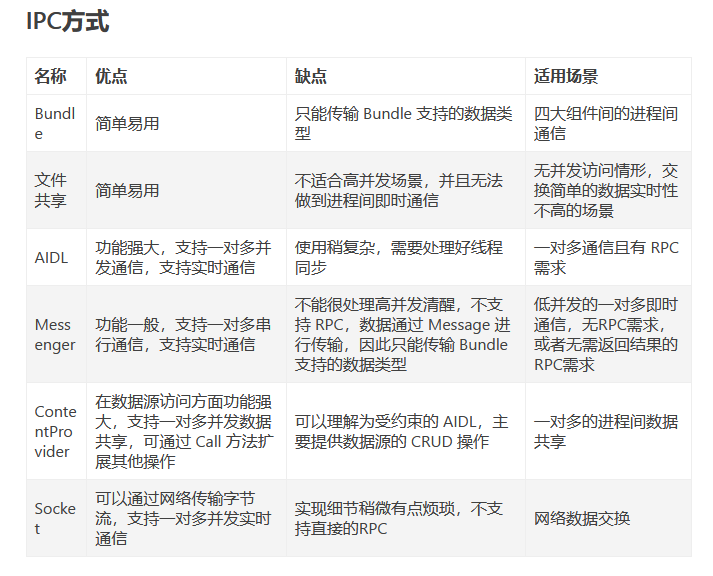 IPC方式
名称 优点 缺点 适用场景
Bundl
e
简单易用
只能传输 Bundle 支持的数据类
型
四大组件间的进程间
通信
文件
共享
简单易用
不适合高并发场景，并且无法
做到进程间即时通信
无并发访问情形，交
换简单的数据实时性
不高的场景
AIDL
功能强大，支持一对多并
发通信，支持实时通信
使用稍复杂，需要处理好线程
同步
一对多通信且有 RPC
需求
Mess
enger
功能一般，支持一对多串
行通信，支持实时通信
不能很处理高并发清醒，不支
持 RPC，数据通过 Message 进
行传输，因此只能传输 Bundle
支持的数据类型
低并发的一对多即时
通信，无RPC需求，
或者无需返回结果的
RPC需求
Conte
ntPro
vider
在数据源访问方面功能强
大，支持一对多并发数据
共享，可通过 Call 方法扩
展其他操作
可以理解为受约束的 AIDL，主
要提供数据源的 CRUD 操作
一对多的进程间数据
共享
Socke
t
可以通过网络传输字节
流，支持一对多并发实时
通信
实现细节稍微有点烦琐，不支
持直接的RPC
网络数据交换